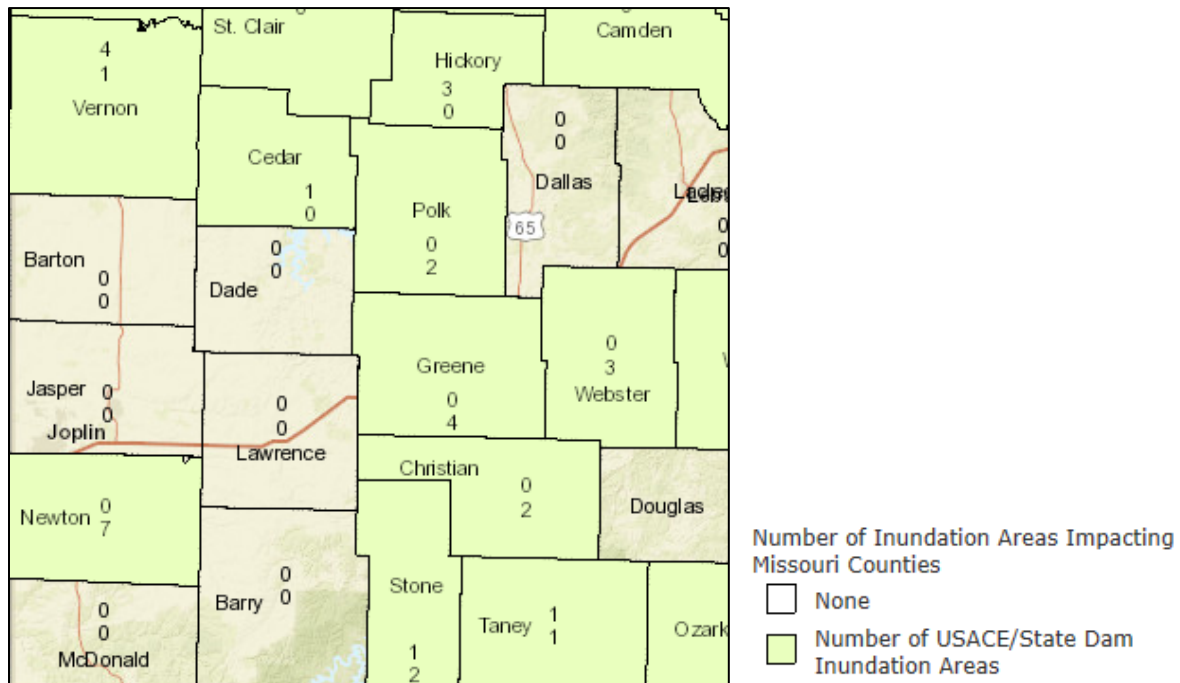 St. Clair
Camden
4
1
Vernon
Hickory
3
0
0
0
Dallas
Cedar
1
0
Polk
0
2
65
0
0
Barton
0
0
0
0
Dade
0
3
Webster
Greene
0
4
Jasper
0
0
Joplin
0
0
Lawrence
Christian
0
2
Douglas
Newton
0
7
Barry
0
0
Stone
1
2
Taney
1
1
Ozark
0
0
McDonald
Number of Inundation Areas Impacting
Missouri Counties
None
Number of USACE/State Dam
Inundation Areas